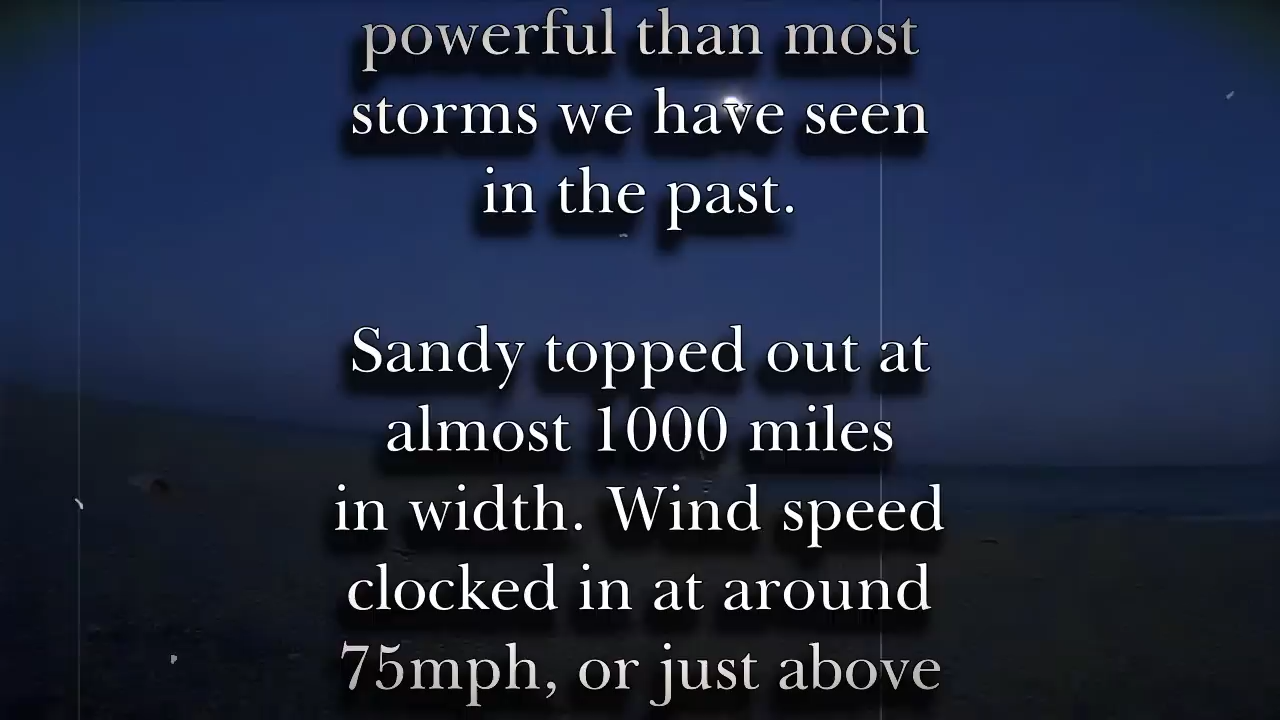 powerful than most
storms we have seen
in the past.
Sandy topped out at
almost 1000 miles
in width. Wind speed
clocked in at around
75mph, or just above